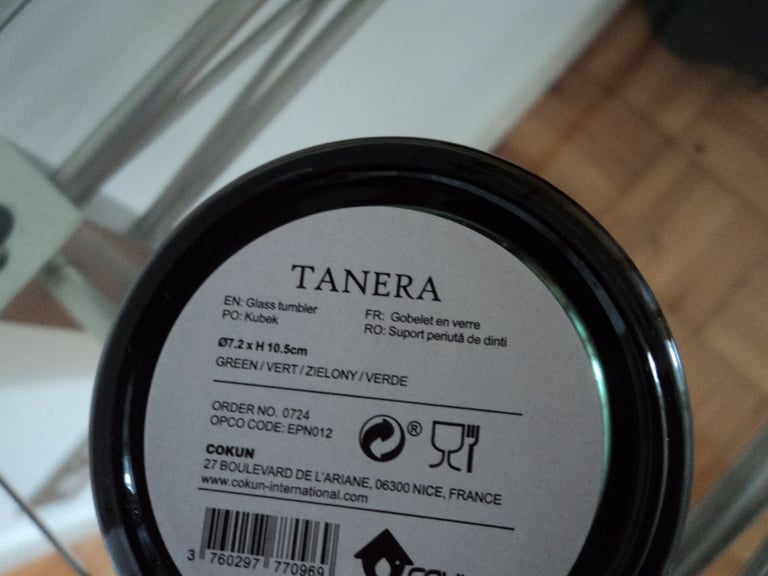 TANERA
EN: Glass tumbler FR: Gobelet en verre
PO: Kubek RO: Suport periută de dinti
Ø7.2 x H 10.5cm
GREEN / VERT / ZIELONY / VERDE
ORDER NO. 0724
OPCO CODE: EPN012
®
COKUN
27 BOULEVARD DE L'ARIANE, 06300 NICE, FRANCE
www.cokun-international.com
3 760297 770969